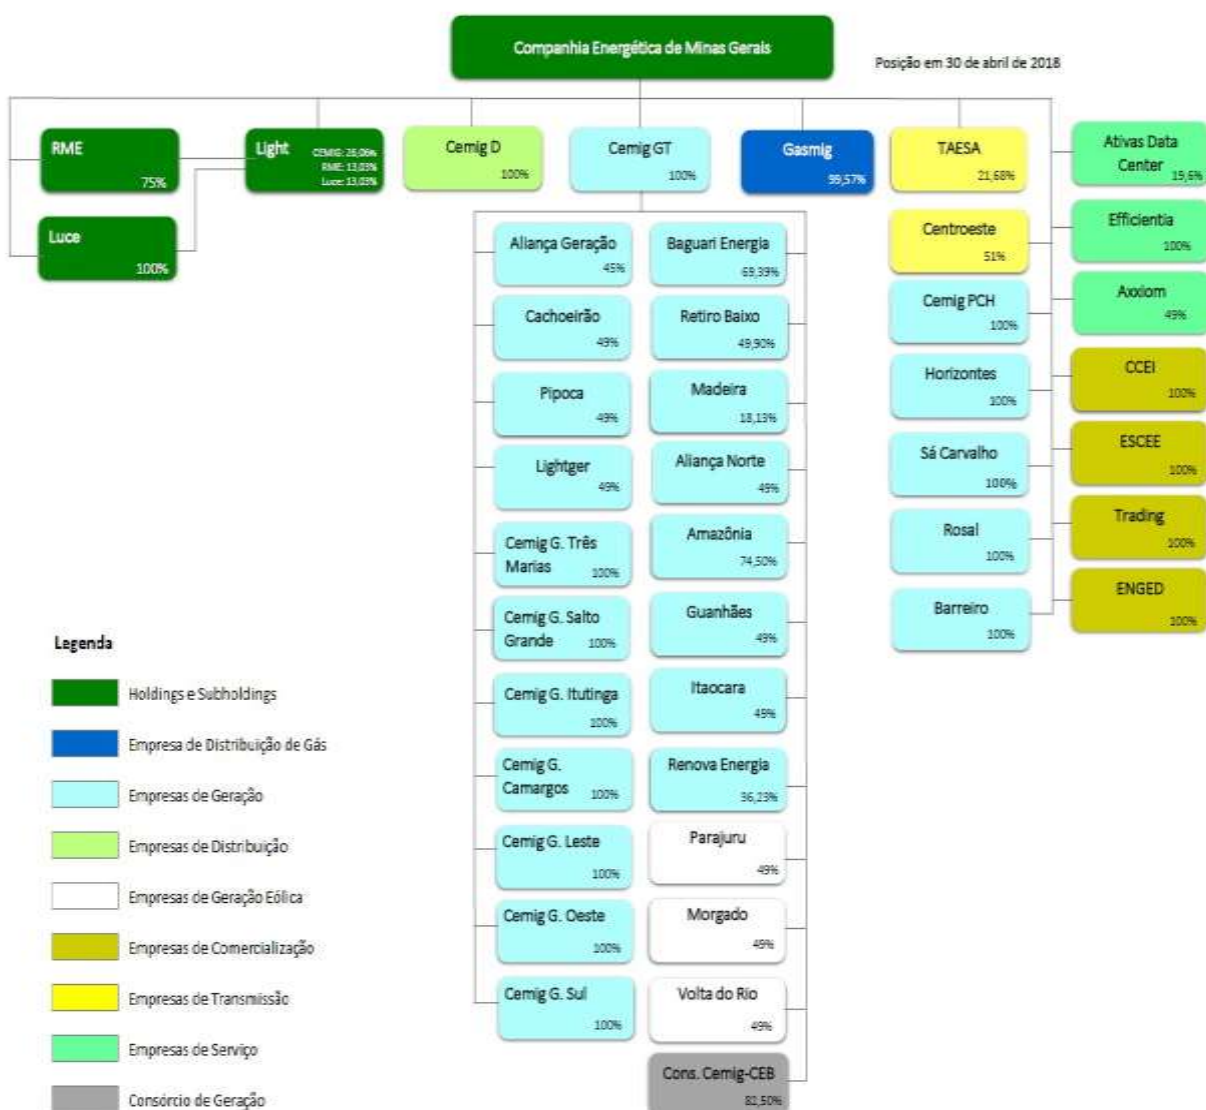 Companhia Energética de Minas Gerais
Posição em 30 de abril de 2018
RME
75%
Light
CEMIG: 26,06%
RME: 13,03%
Luce: 13,03%
Cemig D
100%
Cemig GT
100%
Gasmig
99,57%
TAESA
21,68%
Ativas Data
Center 19,6%
Luce
100%
Centroeste
51%
Efficientia
100%
Cemig PCH
100%
Axxiom
49%
Horizontes
100%
CCEI
100%
Sá Carvalho
100%
ESCEE
100%
Rosal
100%
Trading
100%
Barreiro
100%
ENGED
100%
Aliança Geração
45%
Baguari Energia
69,39%
Cachoeirão
49%
Retiro Baixo
49,90%
Pipoca
49%
Madeira
18,13%
Lightger
49%
Aliança Norte
49%
Cemig G. Três
Marias 100%
Amazônia
74,50%
Cemig G. Salto
Grande 100%
Guanhães
49%
Cemig G. Itutinga
100%
Itaocara
49%
Cemig G.
Camargos 100%
Renova Energia
36,23%
Cemig G. Leste
100%
Parajuru
49%
Cemig G. Oeste
100%
Morgado
49%
Cemig G. Sul
100%
Volta do Rio
49%
Cons. Cemig-CEB
82,50%
Legenda
Holdings e Subholdings
Empresa de Distribuição de Gás
Empresas de Geração
Empresas de Distribuição
Empresas de Geração Eólica
Empresas de Comercialização
Empresas de Transmissão
Empresas de Serviço
Consórcio de Geração